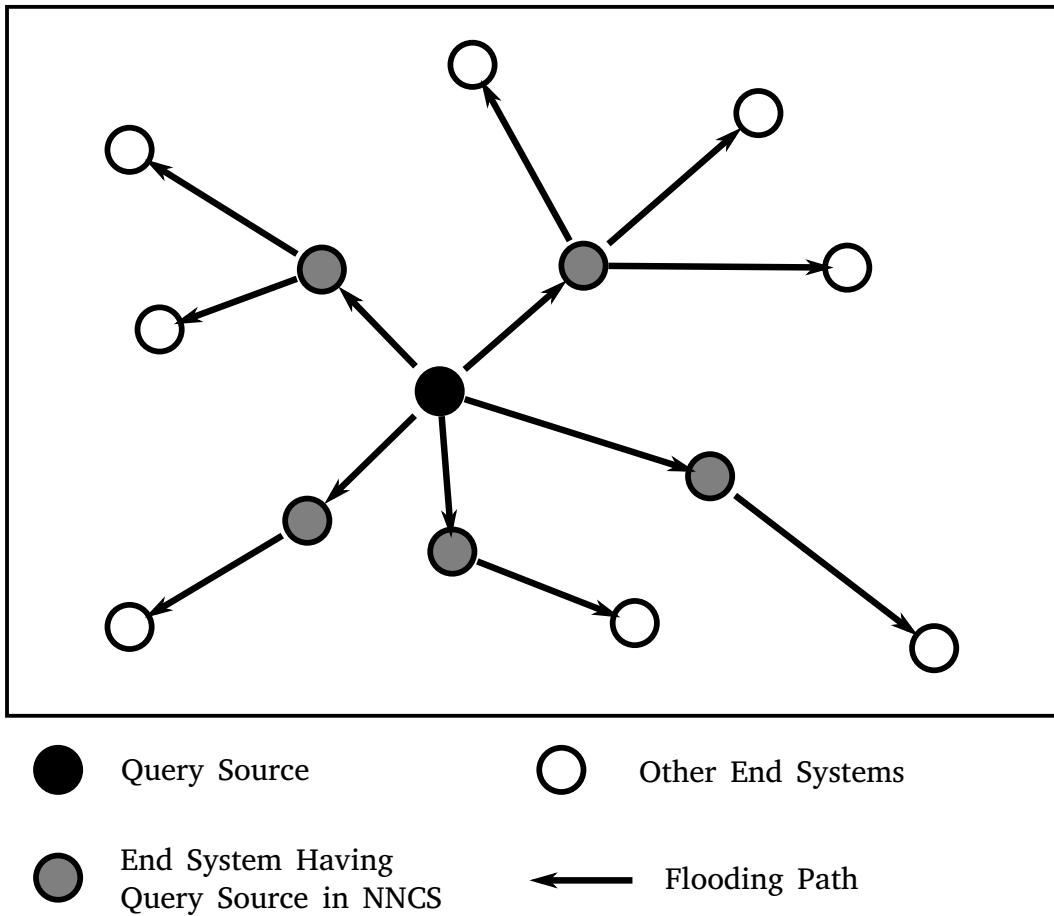 Query Source
Other End Systems
End System Having
Query Source in NNCS
Flooding Path